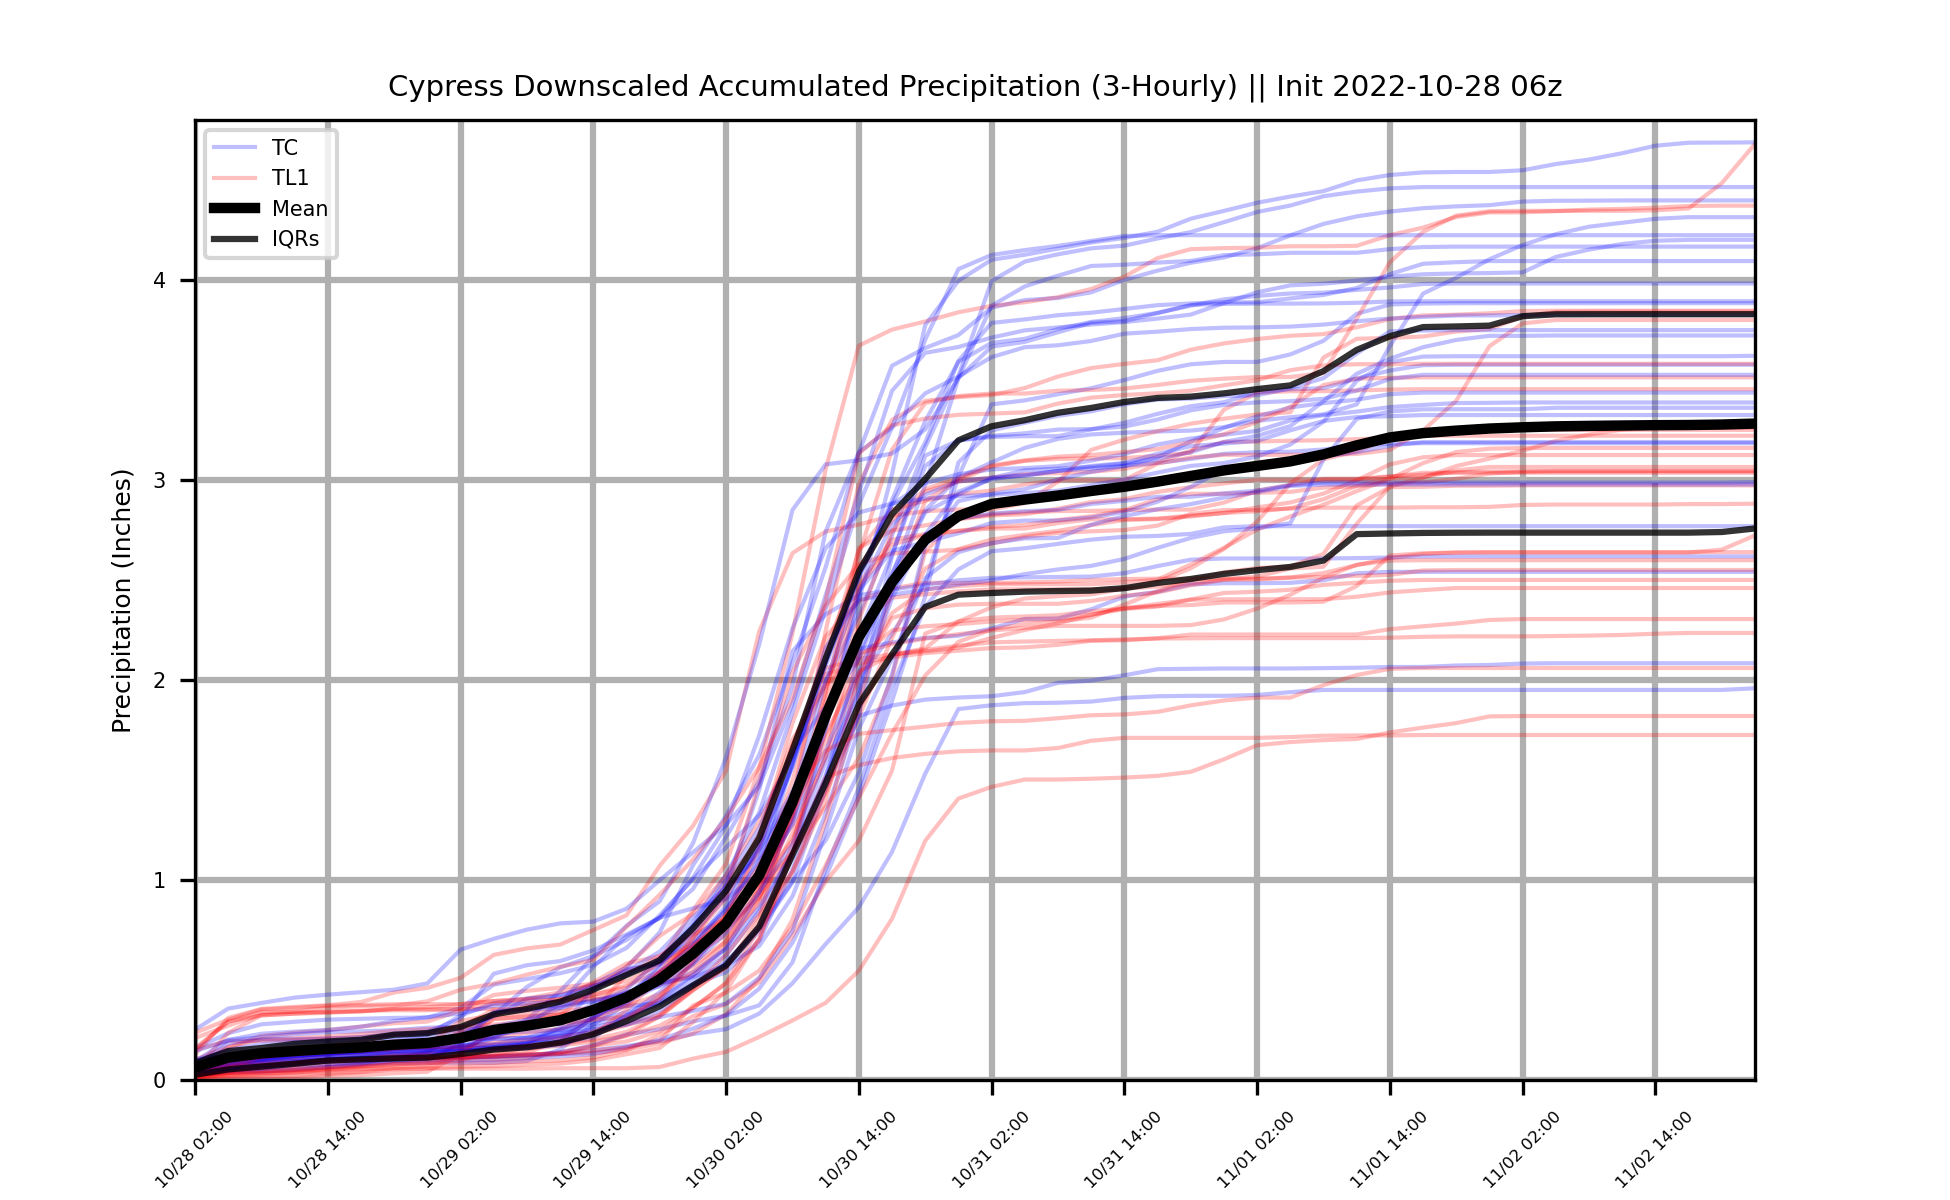 Cypress Downscaled Accumulated Precipitation (3-Hourly) || Init 2022-10-28 06z
TC
TL1
Mean
IQRs
Precipitation (Inches)
4
3
2
1
0
10/28 02:00
10/28 14:00
10/29 02:00
10/29 14:00
10/30 02:00
10/30 14:00
10/31 02:00
10/31 14:00
11/01 02:00
11/01 14:00
11/02 02:00
11/02 14:00